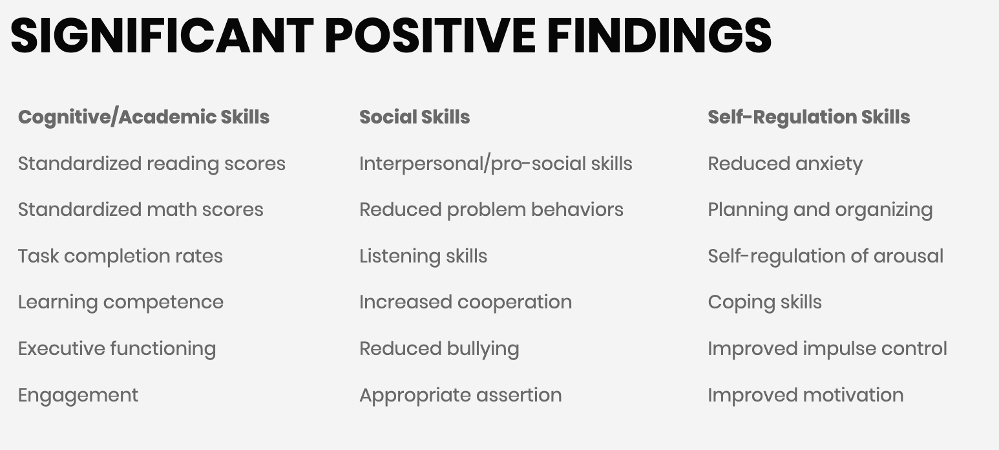 SIGNIFICANT POSITIVE FINDINGS
Cognitive/Academic Skills
Standardized reading scores
Standardized math scores
Task completion rates
Learning competence
Executive functioning
Engagement
Social Skills
Interpersonal/pro-social skills
Reduced problem behaviors
Listening skills
Increased cooperation
Reduced bullying
Appropriate assertion
Self-Regulation Skills
Reduced anxiety
Planning and organizing
Self-regulation of arousal
Coping skills
Improved impulse control
Improved motivation